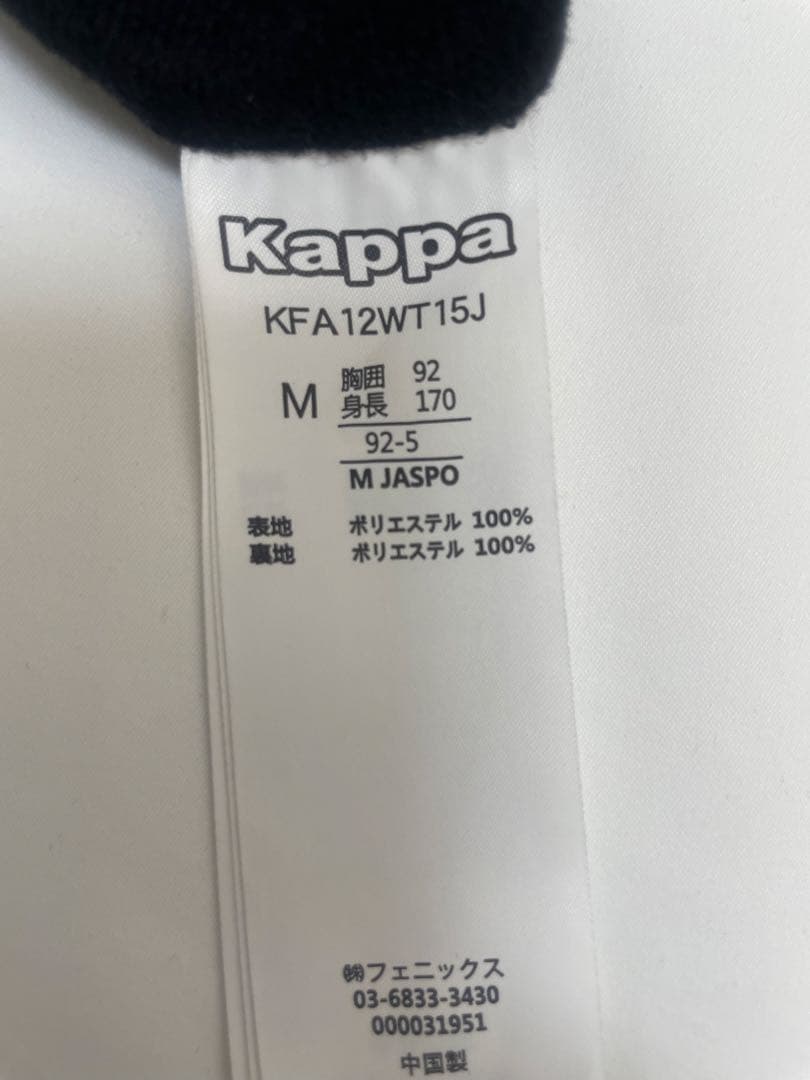 Kappa
KFA12WT15J
M
胸囲 92
身長 170
92-5
M JASPO
表地 ポリエステル 100%
裏地 ポリエステル 100%
㈱フェニックス
03-6833-3430
000031951
中国製